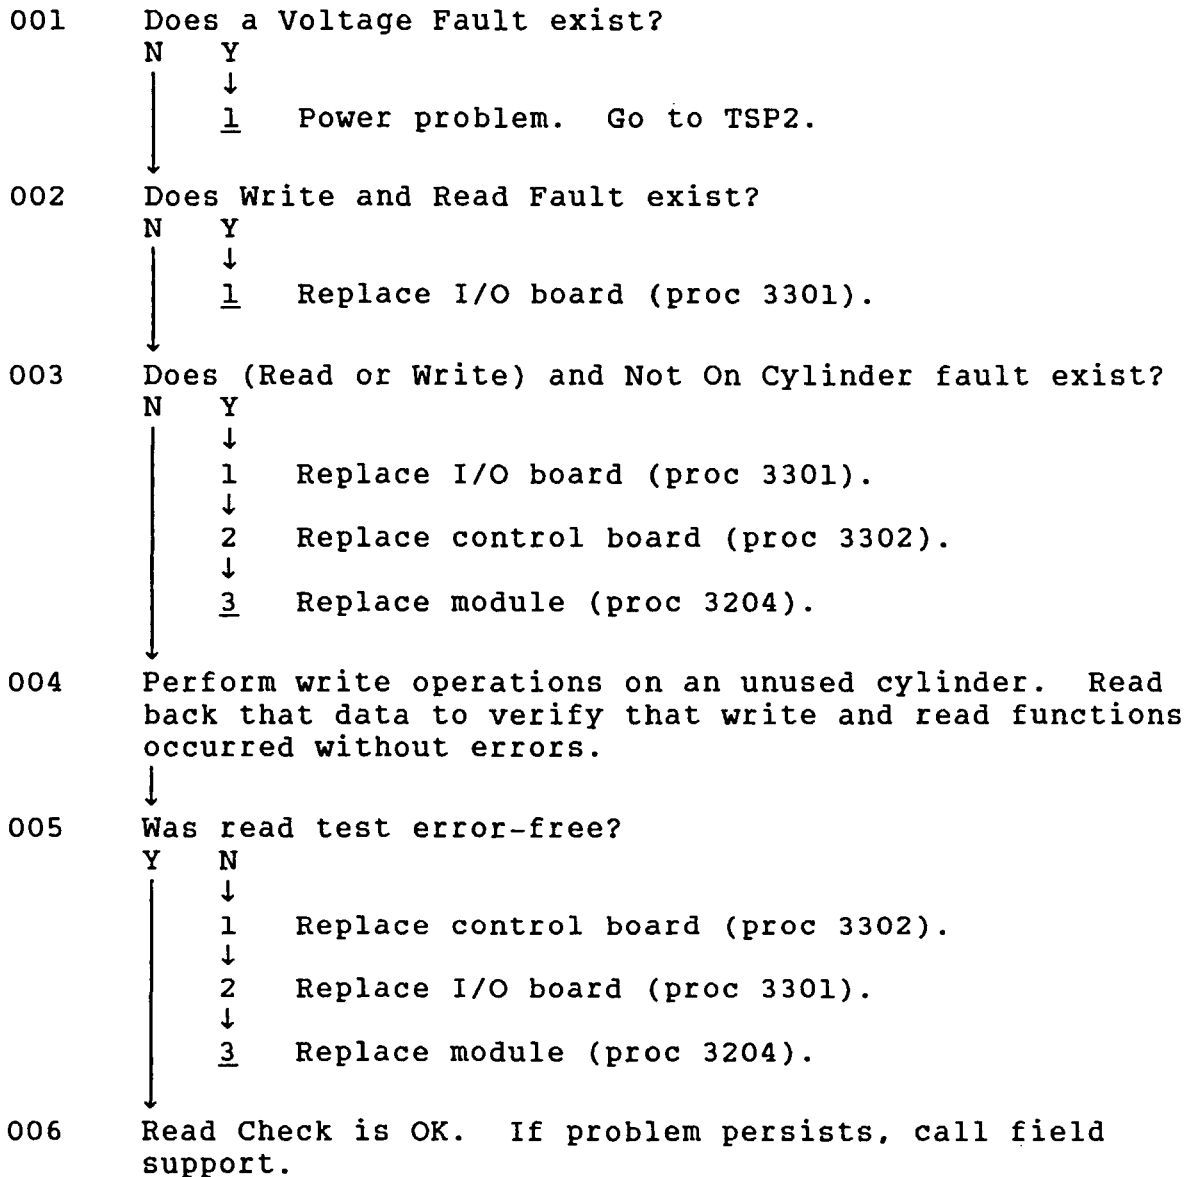 001 Does a Voltage Fault exist?
N Y
↓
1 Power problem. Go to TSP2.
002 Does Write and Read Fault exist?
N Y
↓
1 Replace I/O board (proc 3301).
003 Does (Read or Write) and Not On Cylinder fault exist?
N Y
↓
1 Replace I/O board (proc 3301).
↓
2 Replace control board (proc 3302).
↓
3 Replace module (proc 3204).
004 Perform write operations on an unused cylinder. Read
back that data to verify that write and read functions
occurred without errors.
↓
005 Was read test error-free?
Y N
↓
1 Replace control board (proc 3302).
↓
2 Replace I/O board (proc 3301).
↓
3 Replace module (proc 3204).
006 Read Check is OK. If problem persists, call field
support.